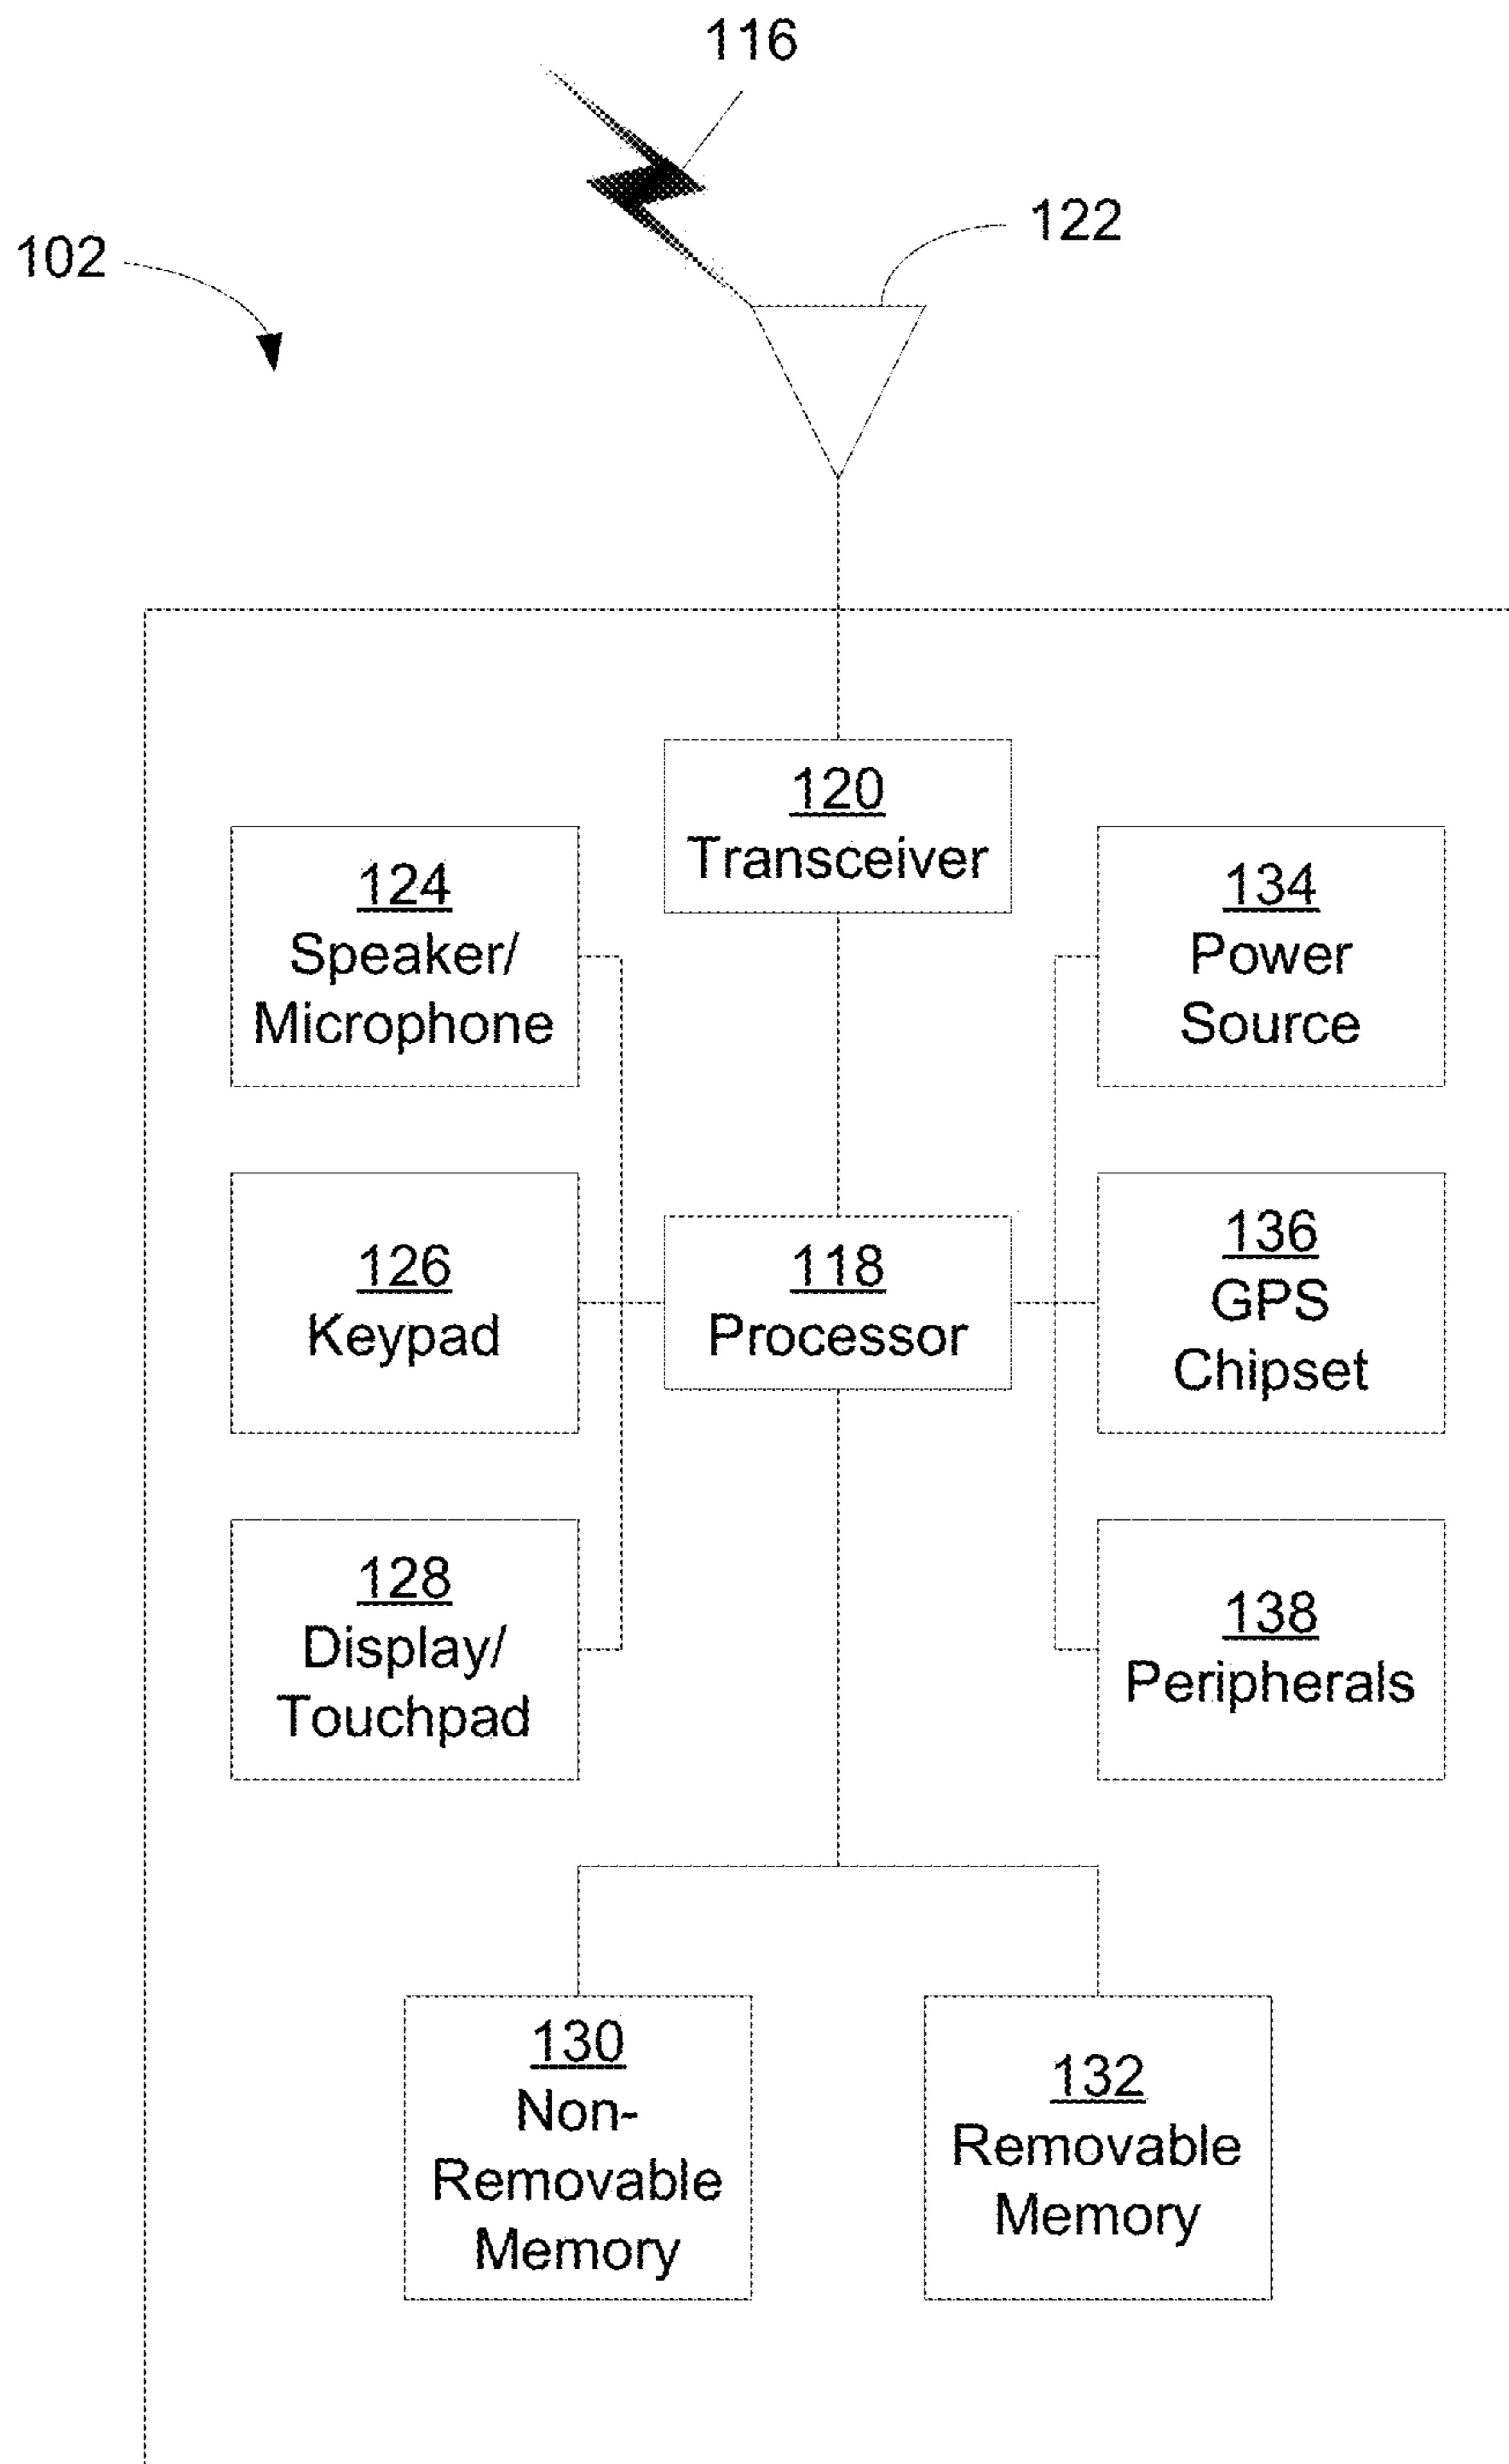 116
122
102
120
Transceiver
124
Speaker/
Microphone
134
Power
Source
126
Keypad
118
Processor
136
GPS
Chipset
128
Display/
Touchpad
138
Peripherals
130
Non-
Removable
Memory
132
Removable
Memory